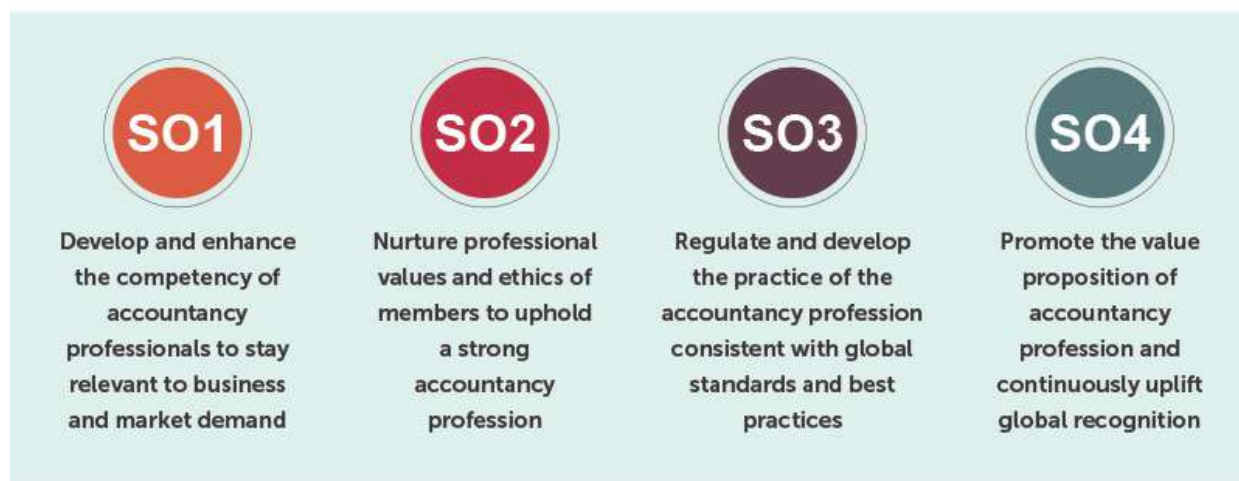 SO1
Develop and enhance
the competency of
accountancy
professionals to stay
relevant to business
and market demand
SO2
Nurture professional
values and ethics of
members to uphold
a strong
accountancy
profession
SO3
Regulate and develop
the practice of the
accountancy profession
consistent with global
standards and best
practices
SO4
Promote the value
proposition of
accountancy
profession and
continuously uplift
global recognition